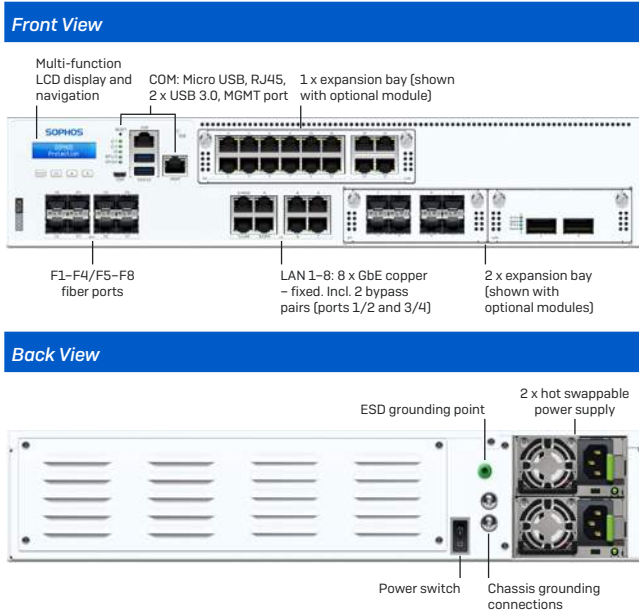 Front View
Multi-function
LCD display and
navigation
COM: Micro USB, RJ45,
2 x USB 3.0, MGMT port
1 x expansion bay (shown
with optional module)
SOPHOS
SOPHOS
Protection
F1–F4/F5–F8
fiber ports
LAN 1–8: 8 x GbE copper
– fixed. Incl. 2 bypass
pairs (ports 1/2 and 3/4)
2 x expansion bay
(shown with
optional modules)
Back View
ESD grounding point
2 x hot swappable
power supply
Power switch
Chassis grounding
connections